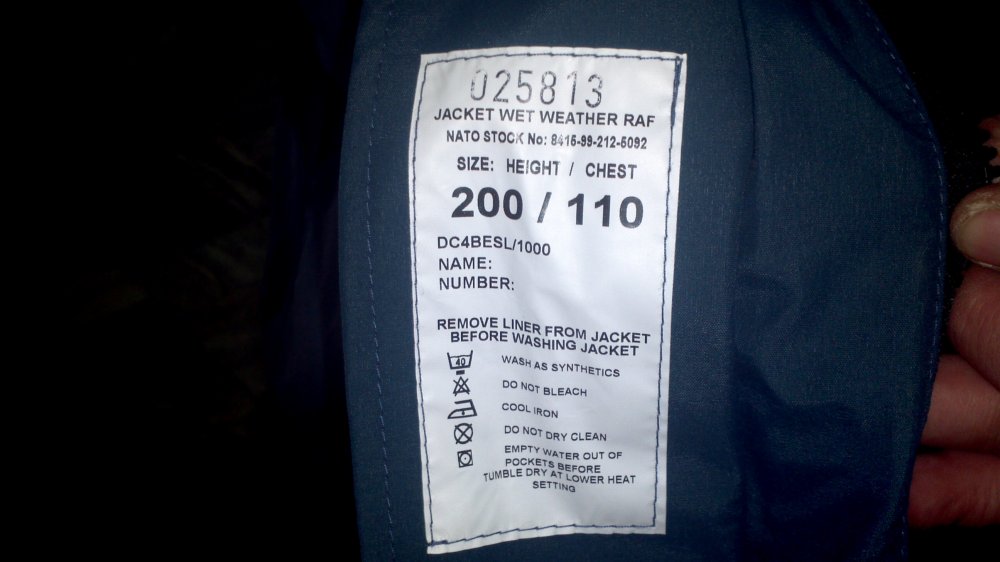 025813
JACKET WET WEATHER RAF
NATO STOCK No: 8415-99-212-5092
SIZE: HEIGHT / CHEST
200 / 110
DC4BESL/1000
NAME:
NUMBER:
REMOVE LINER FROM JACKET
BEFORE WASHING JACKET
40 WASH AS SYNTHETICS
DO NOT BLEACH
COOL IRON
DO NOT DRY CLEAN
EMPTY WATER OUT OF
POCKETS BEFORE
TUMBLE DRY AT LOWER HEAT
SETTING